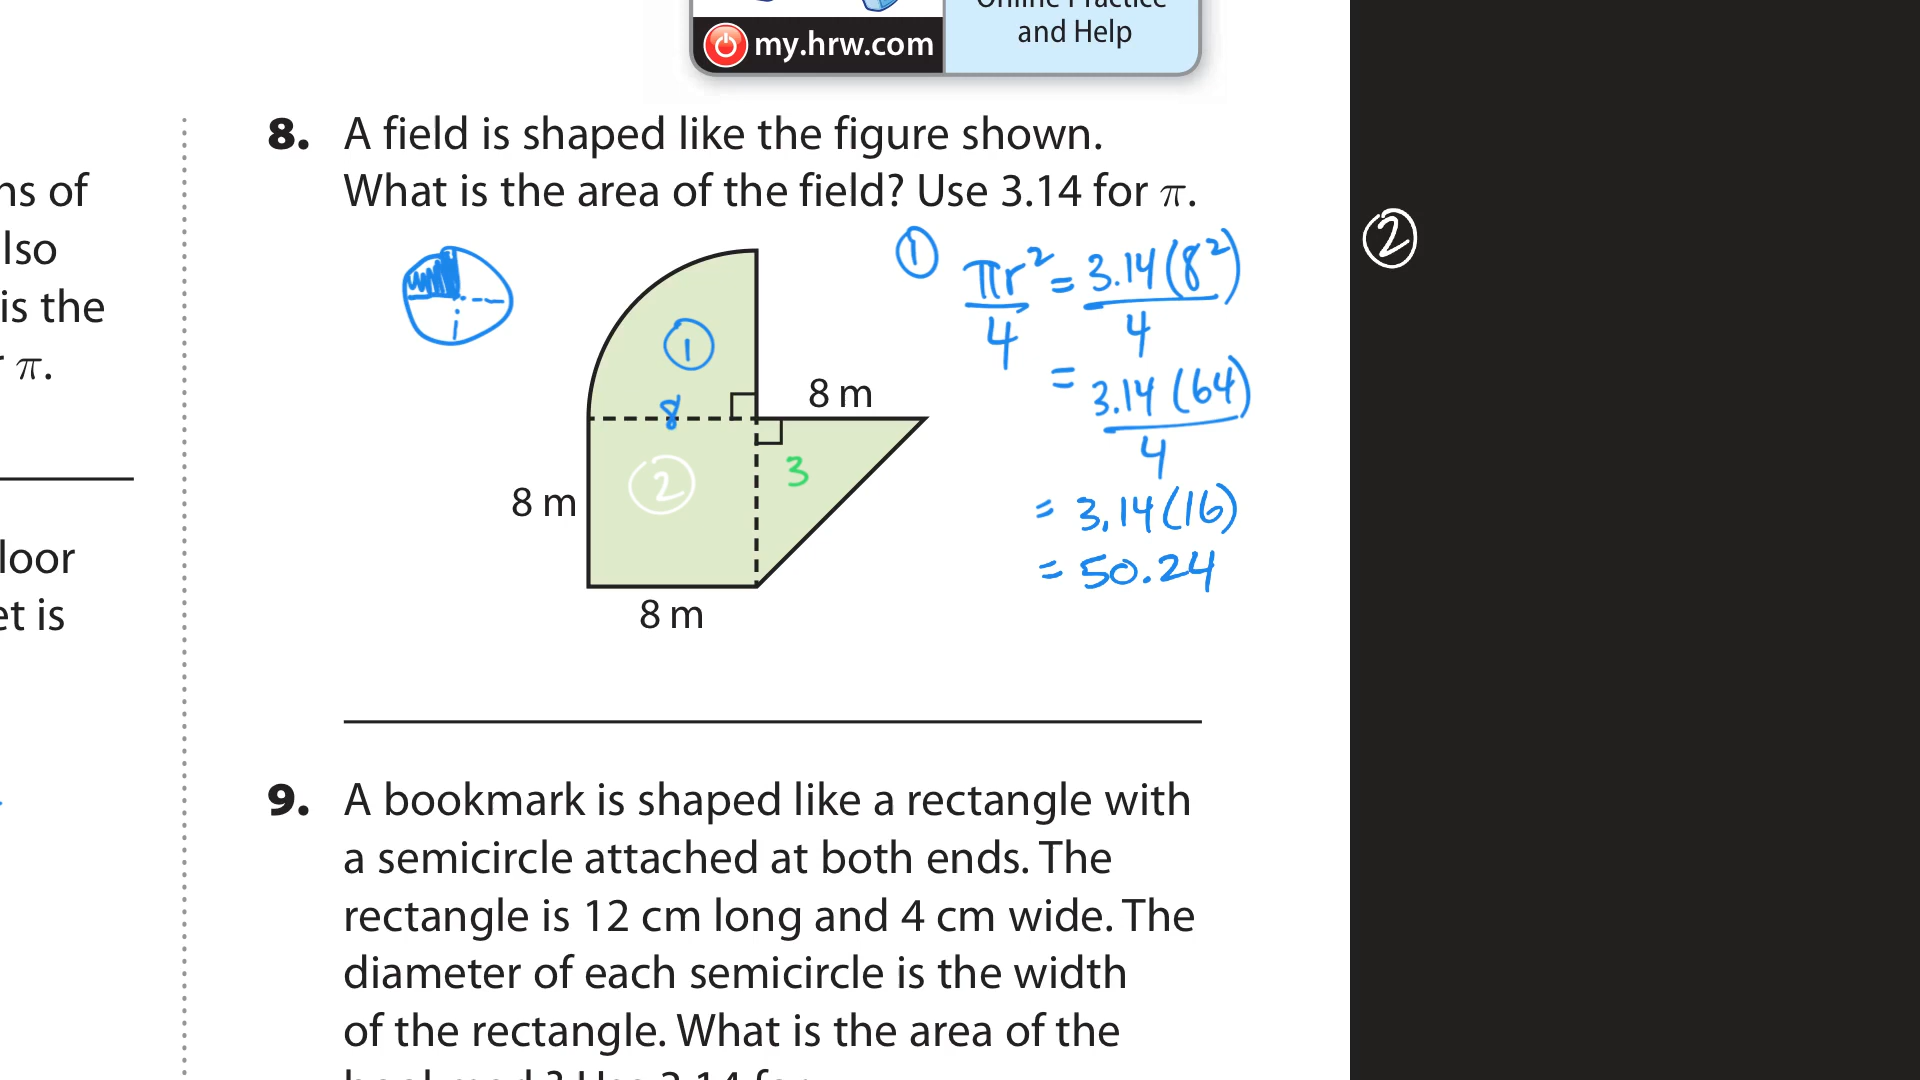 and Help
my.hrw.com
8. A field is shaped like the figure shown.
What is the area of the field? Use 3.14 for π.
ns of
lso
is the
π.
loor
et is
1
8
2
3
8 m
8 m
8 m
① πr²/4 = 3.14(8²)/4
= 3.14(64)/4
= 3.14(16)
= 50.24
②
9. A bookmark is shaped like a rectangle with
a semicircle attached at both ends. The
rectangle is 12 cm long and 4 cm wide. The
diameter of each semicircle is the width
of the rectangle. What is the area of the